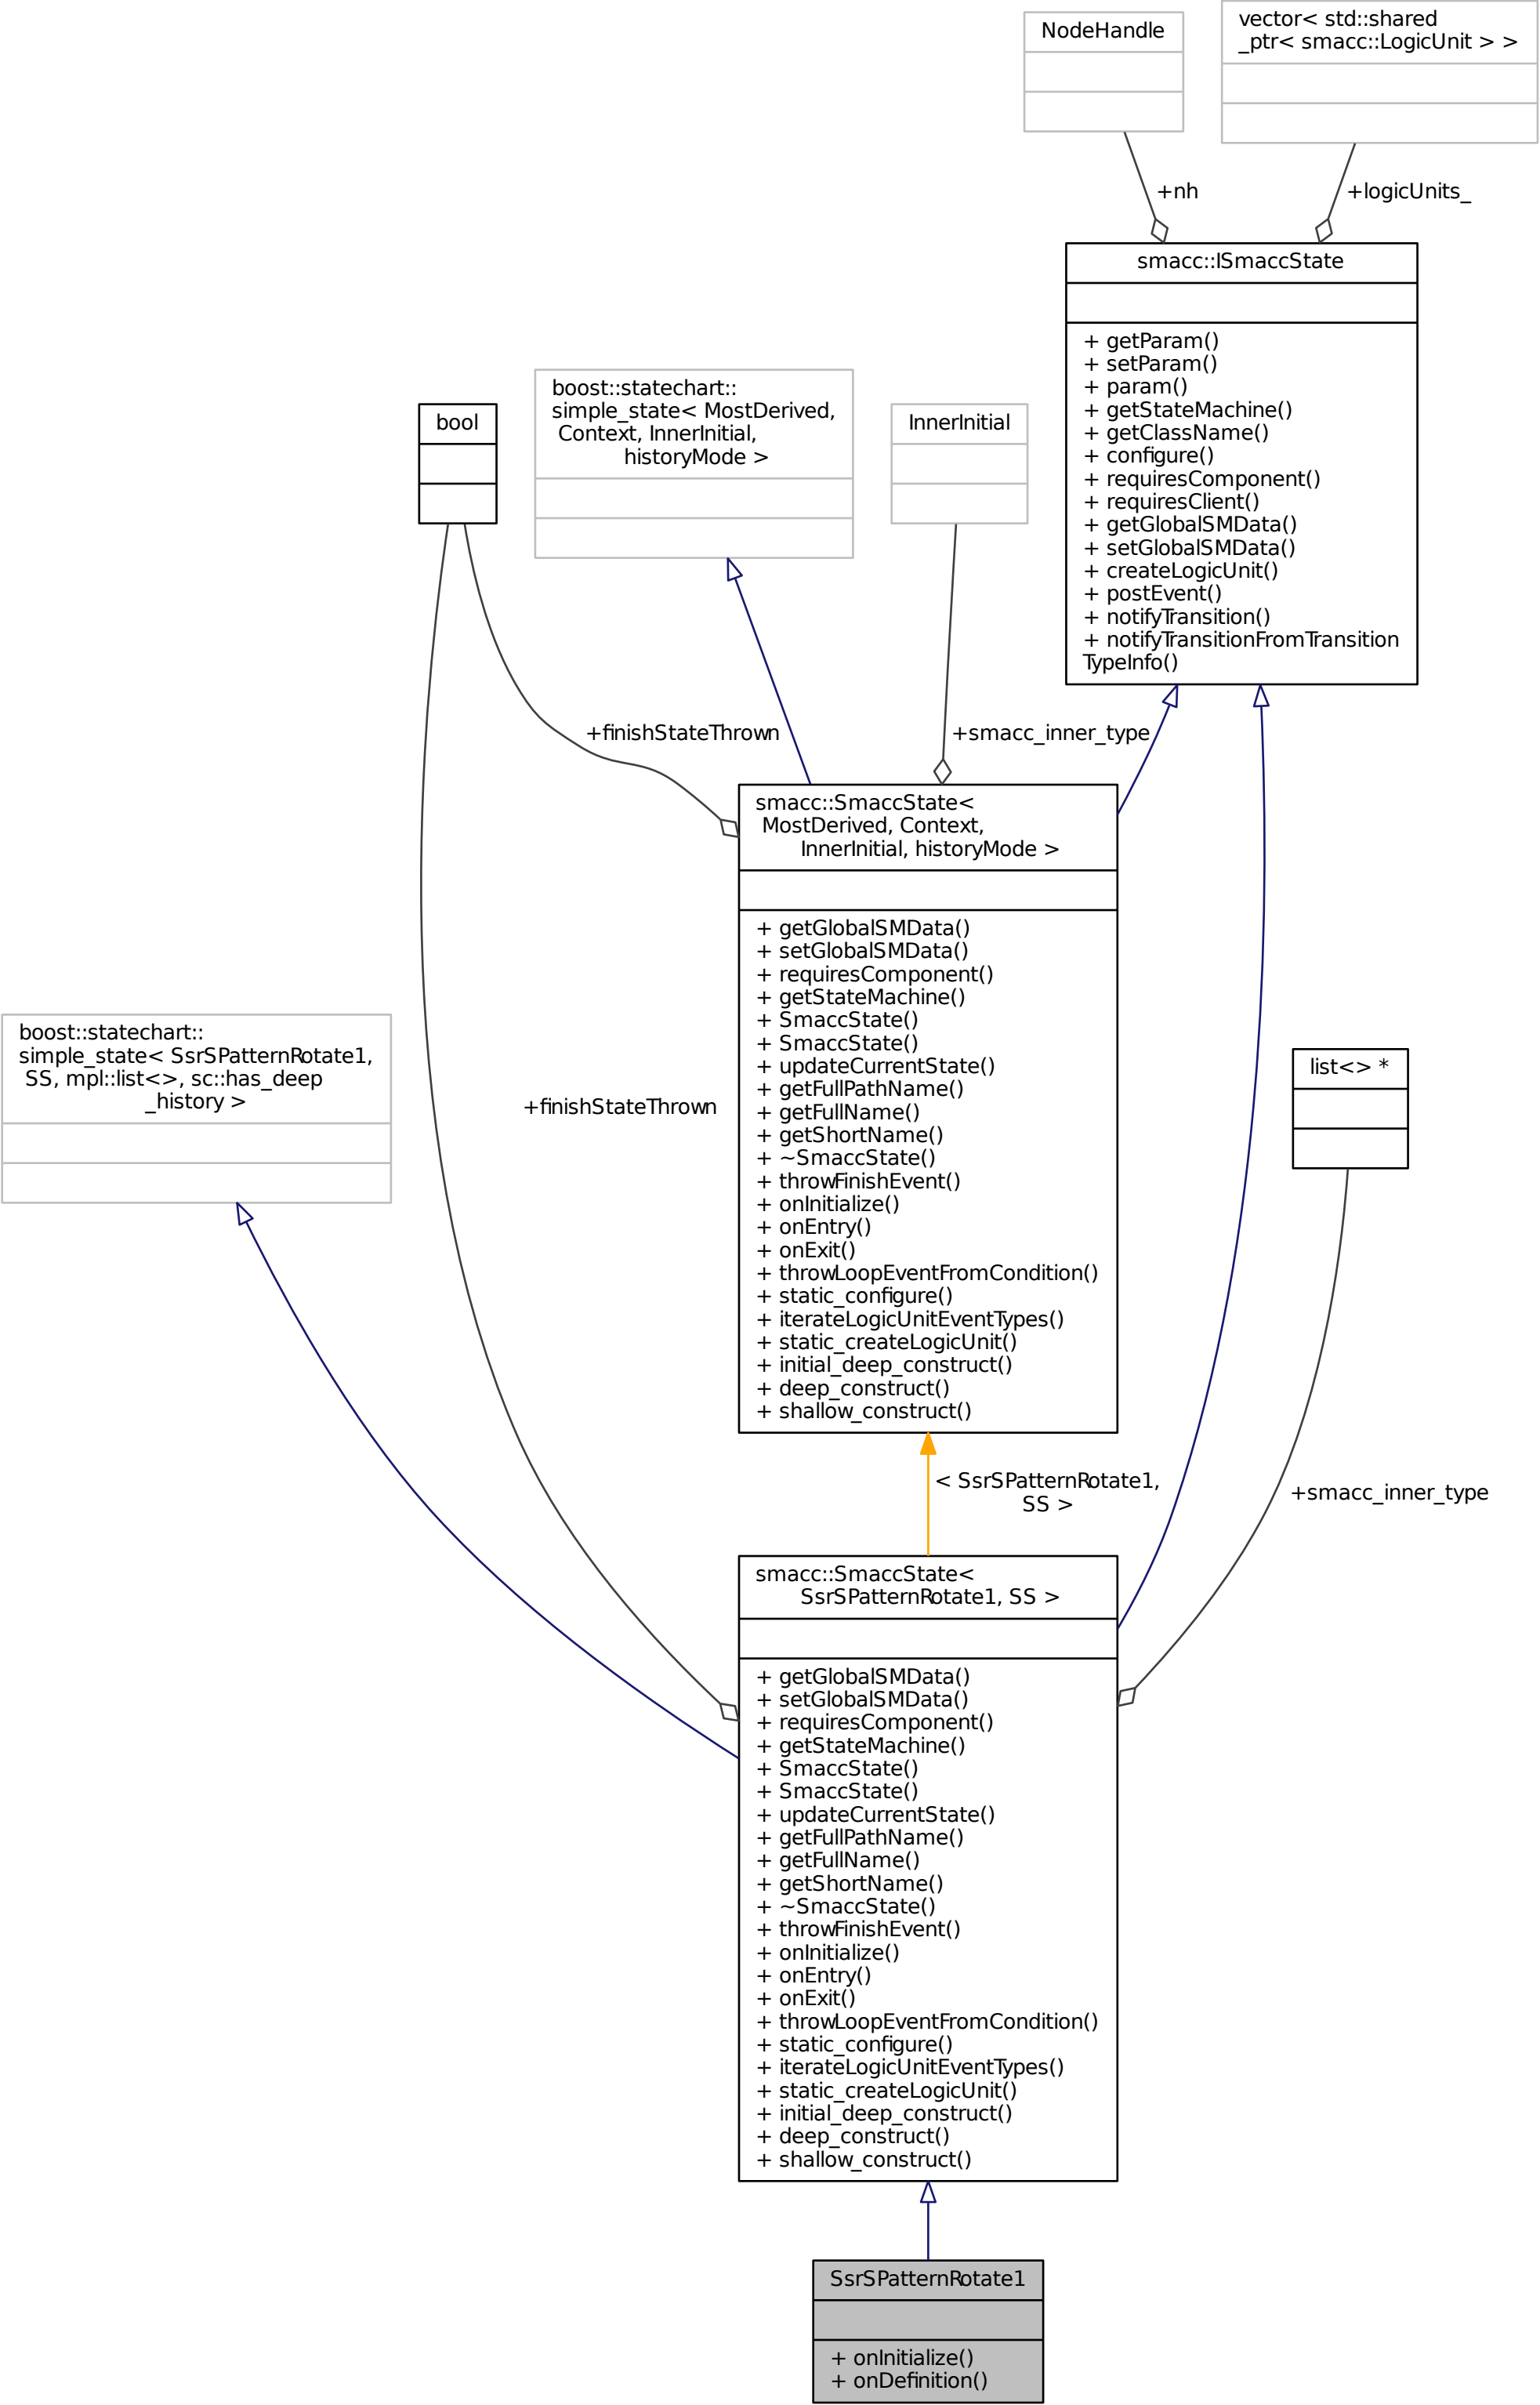 NodeHandle
vector< std::shared
_ptr< smacc::LogicUnit > >
+nh
+logicUnits_
smacc::ISmaccState
+ getParam()
+ setParam()
+ param()
+ getStateMachine()
+ getClassName()
+ configure()
+ requiresComponent()
+ requiresClient()
+ getGlobalSMData()
+ setGlobalSMData()
+ createLogicUnit()
+ postEvent()
+ notifyTransition()
+ notifyTransitionFromTransition
TypeInfo()
bool
boost::statechart::
simple_state< MostDerived,
Context, InnerInitial,
historyMode >
InnerInitial
+finishStateThrown
+smacc_inner_type
smacc::SmaccState<
MostDerived, Context,
InnerInitial, historyMode >
+ getGlobalSMData()
+ setGlobalSMData()
+ requiresComponent()
+ getStateMachine()
+ SmaccState()
+ SmaccState()
+ updateCurrentState()
+ getFullPathName()
+ getFullName()
+ getShortName()
+ ~SmaccState()
+ throwFinishEvent()
+ onInitialize()
+ onEntry()
+ onExit()
+ throwLoopEventFromCondition()
+ static_configure()
+ iterateLogicUnitEventTypes()
+ static_createLogicUnit()
+ initial_deep_construct()
+ deep_construct()
+ shallow_construct()
boost::statechart::
simple_state< SsrSPatternRotate1,
SS, mpl::list<>, sc::has_deep
_history >
+finishStateThrown
list<> *
< SsrSPatternRotate1,
SS >
+smacc_inner_type
smacc::SmaccState<
SsrSPatternRotate1, SS >
+ getGlobalSMData()
+ setGlobalSMData()
+ requiresComponent()
+ getStateMachine()
+ SmaccState()
+ SmaccState()
+ updateCurrentState()
+ getFullPathName()
+ getFullName()
+ getShortName()
+ ~SmaccState()
+ throwFinishEvent()
+ onInitialize()
+ onEntry()
+ onExit()
+ throwLoopEventFromCondition()
+ static_configure()
+ iterateLogicUnitEventTypes()
+ static_createLogicUnit()
+ initial_deep_construct()
+ deep_construct()
+ shallow_construct()
SsrSPatternRotate1
+ onInitialize()
+ onDefinition()